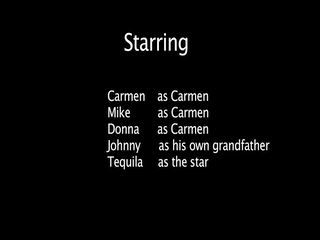 Starring
Carmen as Carmen
Mike as Carmen
Donna as Carmen
Johnny as his own grandfather
Tequila as the star